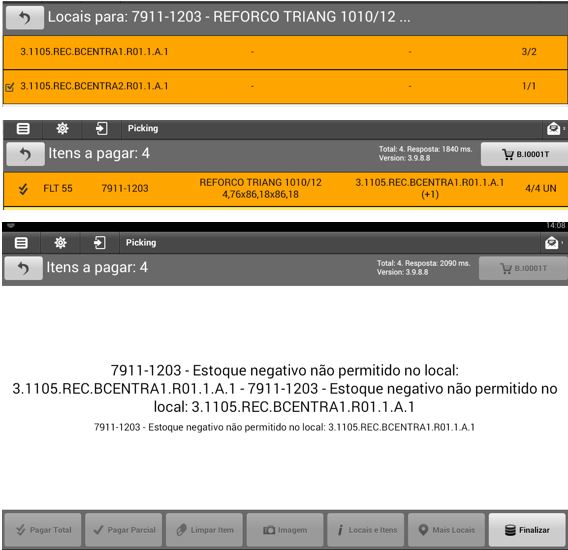 Locais para: 7911-1203 - REFORCO TRIANG 1010/12 ...
3.1105.REC.BCENTRA1.R01.1.A.1 - - 3/2
3.1105.REC.BCENTRA2.R01.1.A.1 - - 1/1
Picking
Itens a pagar: 4
Total: 4. Resposta: 1840 ms.
Version: 3.9.8.8
B.I0001T
FLT 55 7911-1203 REFORCO TRIANG 1010/12 3.1105.REC.BCENTRA1.R01.1.A.1 4/4 UN
4,76x86,18x86,18 (+1)
14:08
Picking
Itens a pagar: 4
Total: 4. Resposta: 2090 ms.
Version: 3.9.8.8
B.I0001T
7911-1203 - Estoque negativo não permitido no local:
3.1105.REC.BCENTRA1.R01.1.A.1 - 7911-1203 - Estoque negativo não permitido no
local: 3.1105.REC.BCENTRA1.R01.1.A.1
7911-1203 - Estoque negativo não permitido no local: 3.1105.REC.BCENTRA1.R01.1.A.1
Pagar Total Pagar Parcial Limpar Item Imagem Locais e Itens Mais Locais Finalizar